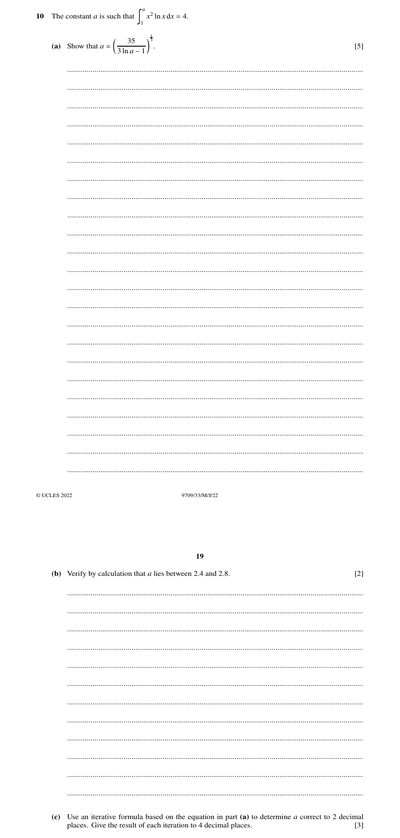 10 The constant a is such that ∫₁ᵃ x² ln x dx = 4.
(a) Show that a = (35 / (3 ln a − 1))^(1/3). [5]
© UCLES 2022 9709/33/M/J/22
19
(b) Verify by calculation that a lies between 2.4 and 2.8. [2]
(c) Use an iterative formula based on the equation in part (a) to determine a correct to 2 decimal
places. Give the result of each iteration to 4 decimal places. [3]